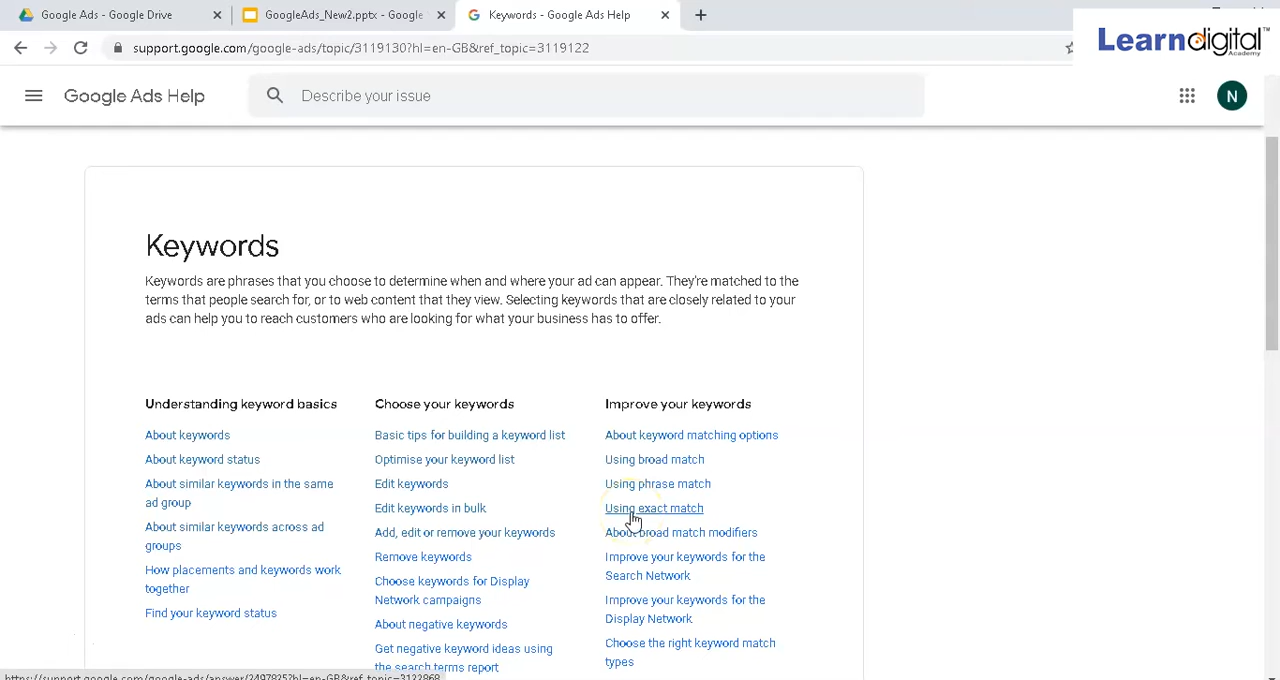 Google Ads - Google Drive
GoogleAds_New2.pptx - Google
Keywords - Google Ads Help
support.google.com/google-ads/topic/3119130?hl=en-GB&ref_topic=3119122
Learndigital
Academy
Google Ads Help
Describe your issue
N
Keywords
Keywords are phrases that you choose to determine when and where your ad can appear. They're matched to the
terms that people search for, or to web content that they view. Selecting keywords that are closely related to your
ads can help you to reach customers who are looking for what your business has to offer.
Understanding keyword basics
About keywords
About keyword status
About similar keywords in the same
ad group
About similar keywords across ad
groups
How placements and keywords work
together
Find your keyword status
Choose your keywords
Basic tips for building a keyword list
Optimise your keyword list
Edit keywords
Edit keywords in bulk
Add, edit or remove your keywords
Remove keywords
Choose keywords for Display
Network campaigns
About negative keywords
Get negative keyword ideas using
the search terms report
Improve your keywords
About keyword matching options
Using broad match
Using phrase match
Using exact match
About broad match modifiers
Improve your keywords for the
Search Network
Improve your keywords for the
Display Network
Choose the right keyword match
types